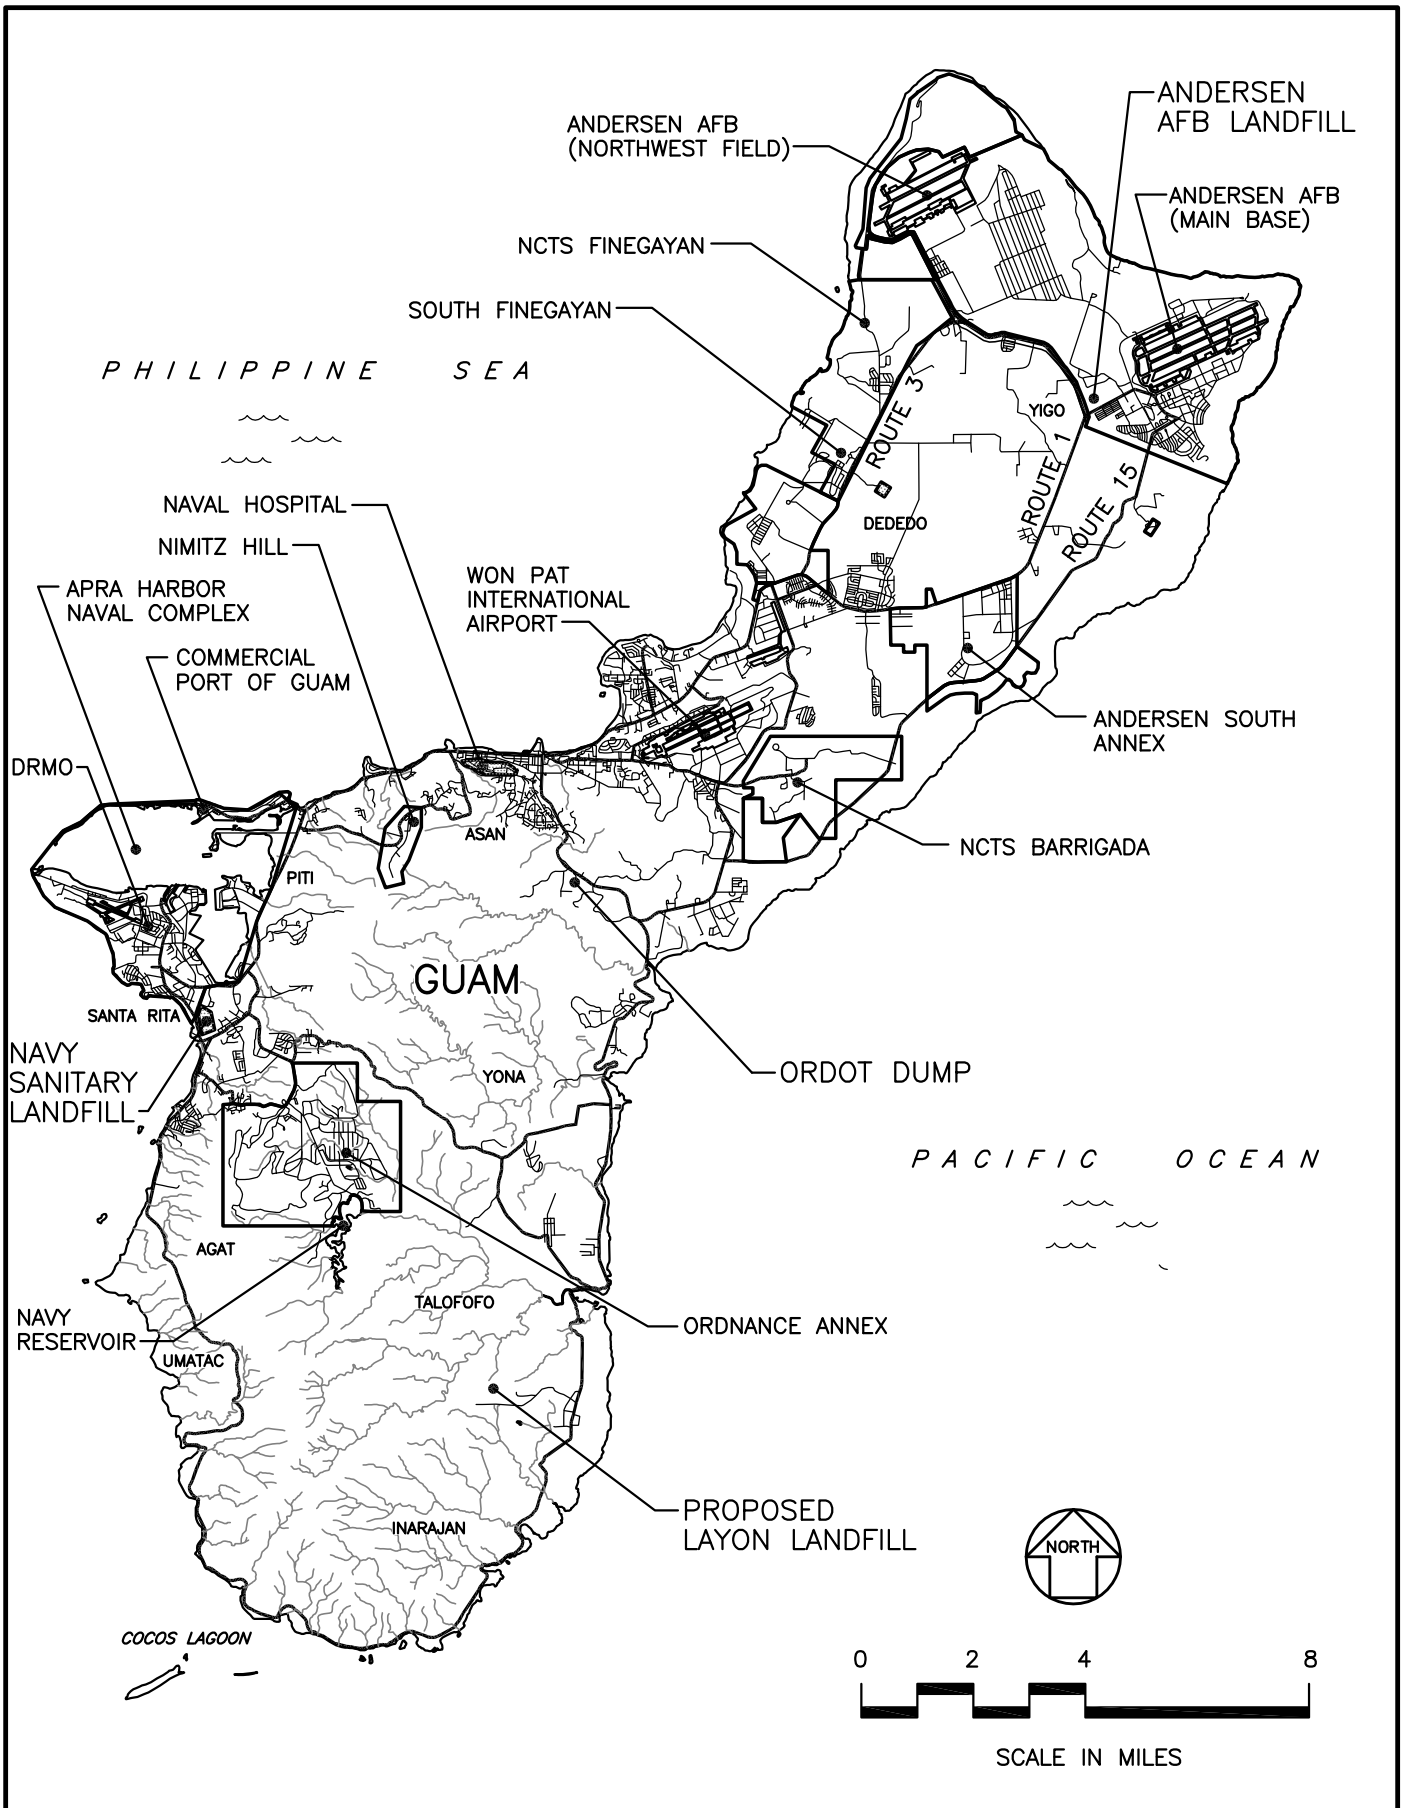 ANDERSEN
AFB LANDFILL
ANDERSEN AFB
(NORTHWEST FIELD)
ANDERSEN AFB
(MAIN BASE)
NCTS FINEGAYAN
SOUTH FINEGAYAN
PHILIPPINE SEA
ROUTE 3
YIGO
ROUTE 1
ROUTE 15
NAVAL HOSPITAL
DEDEDO
NIMITZ HILL
WON PAT
INTERNATIONAL
AIRPORT
APRA HARBOR
NAVAL COMPLEX
COMMERCIAL
PORT OF GUAM
ANDERSEN SOUTH
ANNEX
DRMO
ASAN
NCTS BARRIGADA
PITI
GUAM
SANTA RITA
NAVY
SANITARY
LANDFILL
YONA
ORDOT DUMP
PACIFIC OCEAN
AGAT
TALOFOFO
NAVY
RESERVOIR
ORDNANCE ANNEX
UMATAC
PROPOSED
LAYON LANDFILL
INARAJAN
NORTH
COCOS LAGOON
0 2 4 8
SCALE IN MILES